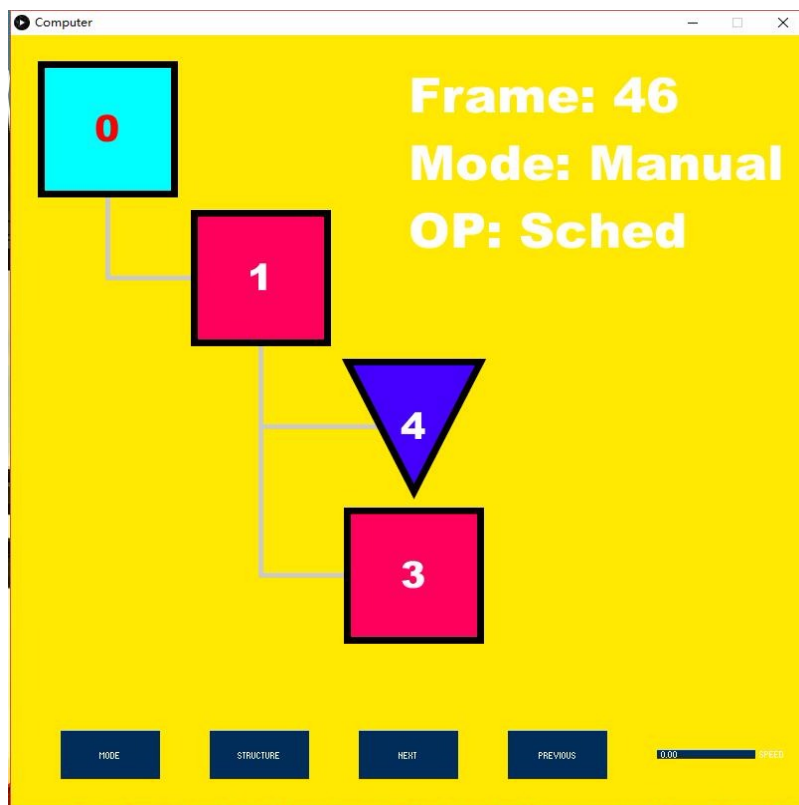 Computer
0
Frame: 46
Mode: Manual
OP: Sched
1
4
3
MODE
STRUCTURE
NEXT
PREVIOUS
0.00
SPEED